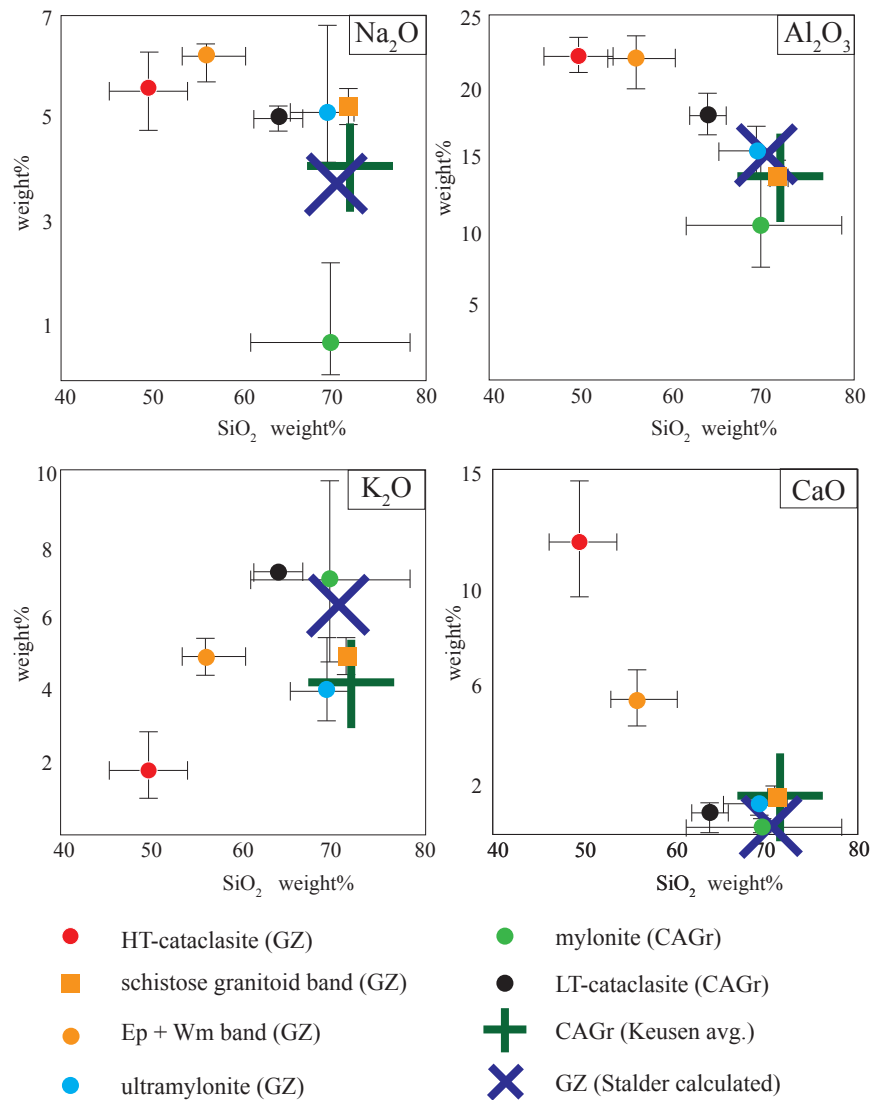 Na₂O
7
5
3
1
weight%
40 50 60 70 80
SiO₂ weight%
Al₂O₃
25
20
15
10
5
weight%
40 50 60 70 80
SiO₂ weight%
K₂O
10
8
6
4
2
weight%
40 50 60 70 80
SiO₂ weight%
CaO
15
10
6
2
weight%
40 50 60 70 80
SiO₂ weight%
HT-cataclasite (GZ)
schistose granitoid band (GZ)
Ep + Wm band (GZ)
ultramylonite (GZ)
mylonite (CAGr)
LT-cataclasite (CAGr)
CAGr (Keusen avg.)
GZ (Stalder calculated)